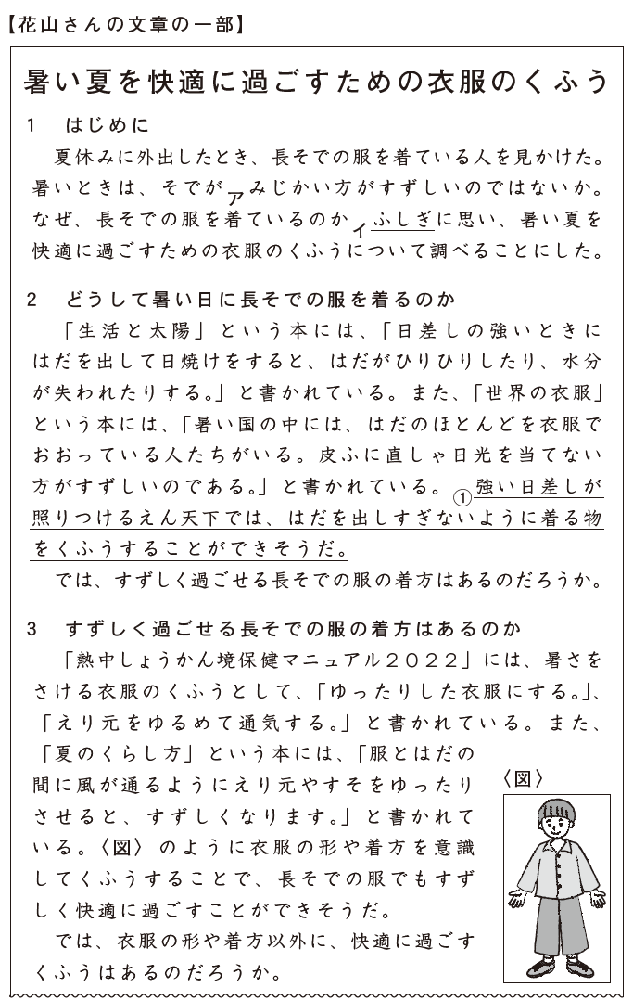 【花山さんの文章の一部】
暑い夏を快適に過ごすための衣服のくふう
1 はじめに
夏休みに外出したとき、長そでの服を着ている人を見かけた。
暑いときは、そでがアみじかい方がすずしいのではないか。
なぜ、長そでの服を着ているのかイふしぎに思い、暑い夏を
快適に過ごすための衣服のくふうについて調べることにした。
2 どうして暑い日に長そでの服を着るのか
「生活と太陽」という本には、「日差しの強いときに
はだを出して日焼けをすると、はだがひりひりしたり、水分
が失われたりする。」と書かれている。また、「世界の衣服」
という本には、「暑い国の中には、はだのほとんどを衣服で
おおっている人たちがいる。皮ふに直しゃ日光を当てない
方がすずしいのである。」と書かれている。①強い日差しが
照りつけるえん天下では、はだを出しすぎないように着る物
をくふうすることができそうだ。
では、すずしく過ごせる長そでの服の着方はあるのだろうか。
3 すずしく過ごせる長そでの服の着方はあるのか
「熱中しょうかん境保健マニュアル2022」には、暑さを
さける衣服のくふうとして、「ゆったりした衣服にする。」、
「えり元をゆるめて通気する。」と書かれている。また、
「夏のくらし方」という本には、「服とはだの
間に風が通るようにえり元やすそをゆったり
させると、すずしくなります。」と書かれて
いる。〈図〉のように衣服の形や着方を意識
してくふうすることで、長そでの服でもすず
しく快適に過ごすことができそうだ。
では、衣服の形や着方以外に、快適に過ごす
くふうはあるのだろうか。
〈図〉